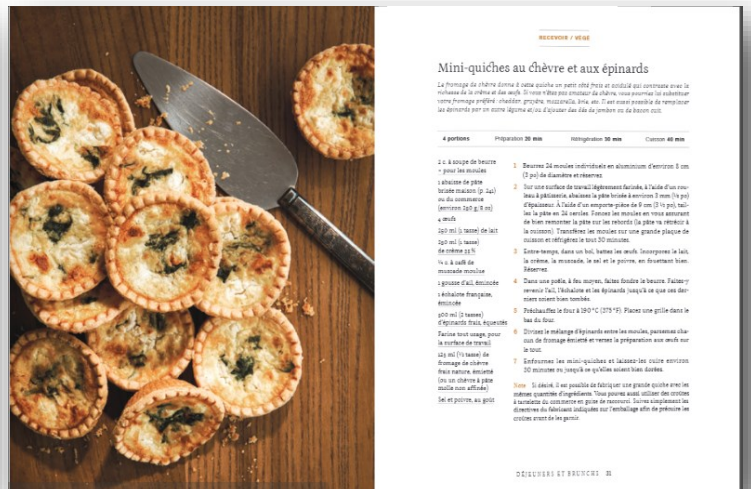 RECEVOIR / VÉGÉ
Mini-quiches au chèvre et aux épinards
Le fromage de chèvre donne à cette quiche un petit côté frais et acidulé qui contraste avec la
richesse de la crème et des œufs. Si vous n'êtes pas amateur de chèvre, vous pourriez lui substituer
votre fromage préféré : cheddar, gruyère, mozzarella, brie, etc. Il est aussi possible de remplacer
les épinards par un autre légume et/ou d'ajouter des dés de jambon ou de bacon cuit.
4 portions Préparation 20 min Réfrigération 30 min Cuisson 40 min
2 c. à soupe de beurre
+ pour les moules
1 abaisse de pâte
brisée maison (p. 241)
ou du commerce
(environ 250 g/8 oz)
4 œufs
250 ml (1 tasse) de lait
250 ml (1 tasse)
de crème 35 %
¼ c. à café de
muscade moulue
1 gousse d'ail, émincée
1 échalote française,
émincée
500 ml (2 tasses)
d'épinards frais, équeutés
Farine tout usage, pour
la surface de travail
125 ml (½ tasse) de
fromage de chèvre
frais nature, émietté
(ou un chèvre à pâte
molle non affinée)
Sel et poivre, au goût
1 Beurrez 24 moules individuels en aluminium d'environ 8 cm
(3 po) de diamètre et réservez.
2 Sur une surface de travail légèrement farinée, à l'aide d'un rou-
leau à pâtisserie, abaissez la pâte brisée à environ 3 mm (⅛ po)
d'épaisseur. À l'aide d'un emporte-pièce de 9 cm (3 ½ po), tail-
lez la pâte en 24 cercles. Foncez les moules en vous assurant
de bien remonter la pâte sur les rebords (la pâte va rétrécir à
la cuisson). Transférez les moules sur une grande plaque de
cuisson et réfrigérez le tout 30 minutes.
3 Entre-temps, dans un bol, battez les œufs. Incorporez le lait,
la crème, la muscade, le sel et le poivre, en fouettant bien.
Réservez.
4 Dans une poêle, à feu moyen, faites fondre le beurre. Faites-y
revenir l'ail, l'échalote et les épinards jusqu'à ce que ces der-
niers soient bien tombés.
5 Préchauffez le four à 190 °C (375 °F). Placez une grille dans le
bas du four.
6 Divisez le mélange d'épinards entre les moules, parsemez cha-
cun de fromage émietté et versez la préparation aux œufs sur
le tout.
7 Enfournez les mini-quiches et laissez-les cuire environ
30 minutes ou jusqu'à ce qu'elles soient bien dorées.
Note Si désiré, il est possible de fabriquer une grande quiche avec les
mêmes quantités d'ingrédients. Vous pouvez aussi utiliser des croûtes
à tartelette du commerce en guise de raccourci. Suivez simplement les
directives du fabricant indiquées sur l'emballage afin de précuire les
croûtes avant de les garnir.
DÉJEUNERS ET BRUNCHS